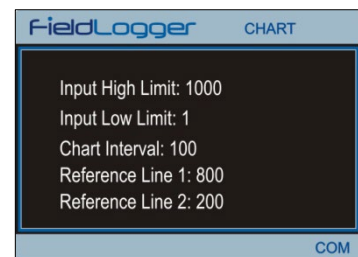 FieldLogger CHART
Input High Limit: 1000
Input Low Limit: 1
Chart Interval: 100
Reference Line 1: 800
Reference Line 2: 200
COM